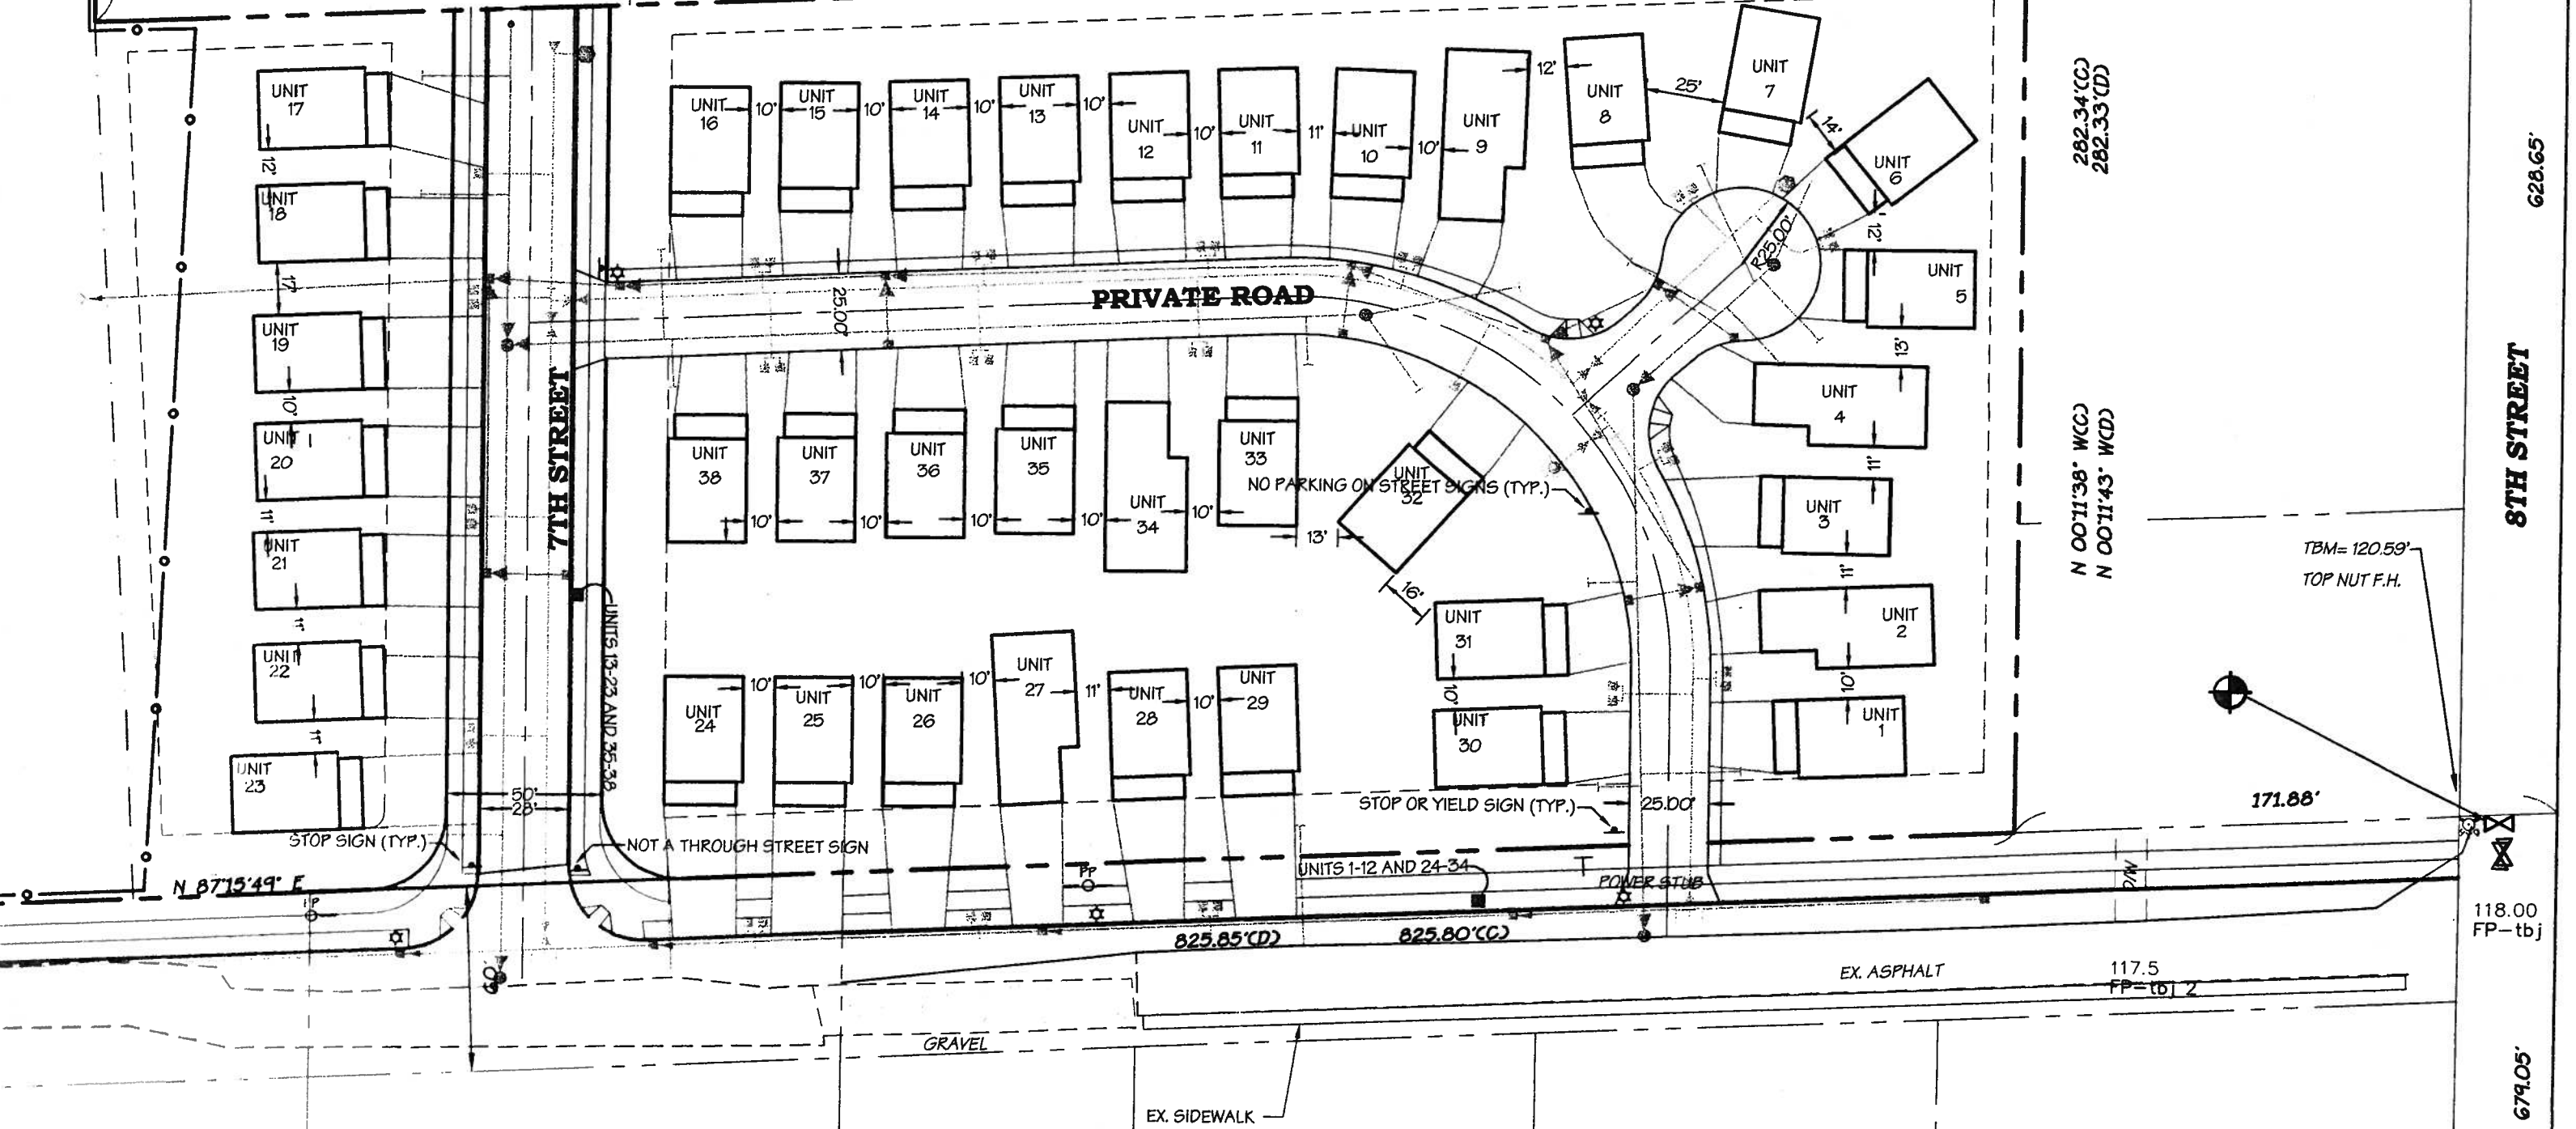 UNIT
17
12'
UNIT
18
17'
UNIT
19
10'
UNIT
20
11'
UNIT
21
11'
UNIT
22
11'
UNIT
23
7TH STREET
UNITS 13-23 AND 35-38
50'
28'
STOP SIGN (TYP.)
NOT A THROUGH STREET SIGN
N 87°15'49" E
UNIT
16
10'
UNIT
15
10'
UNIT
14
10'
UNIT
13
10'
UNIT
12
10'
UNIT
11
11'
UNIT
10
10'
UNIT
9
12'
UNIT
8
25'
UNIT
7
14'
UNIT
6
12'
UNIT
5
13'
UNIT
4
11'
UNIT
3
11'
UNIT
2
10'
UNIT
1
R25.00'
PRIVATE ROAD
25.00'
UNIT
38
10'
UNIT
37
10'
UNIT
36
10'
UNIT
35
10'
UNIT
34
10'
UNIT
33
13'
UNIT
32
NO PARKING ON STREET SIGNS (TYP.)
16'
UNIT
31
10'
UNIT
30
UNIT
24
10'
UNIT
25
10'
UNIT
26
10'
UNIT
27
11'
UNIT
28
10'
UNIT
29
STOP OR YIELD SIGN (TYP.)
25.00'
UNITS 1-12 AND 24-34
POWER STUB
PP
825.85'(D)
825.80'(C)
282.34'(C)
282.33'(D)
N 00°11'38" W(C)
N 00°11'43" W(D)
628.65'
8TH STREET
TBM= 120.59'
TOP NUT F.H.
171.88'
118.00
FP-tbj
117.5
FP-tbj 2
EX. ASPHALT
GRAVEL
EX. SIDEWALK
679.05'